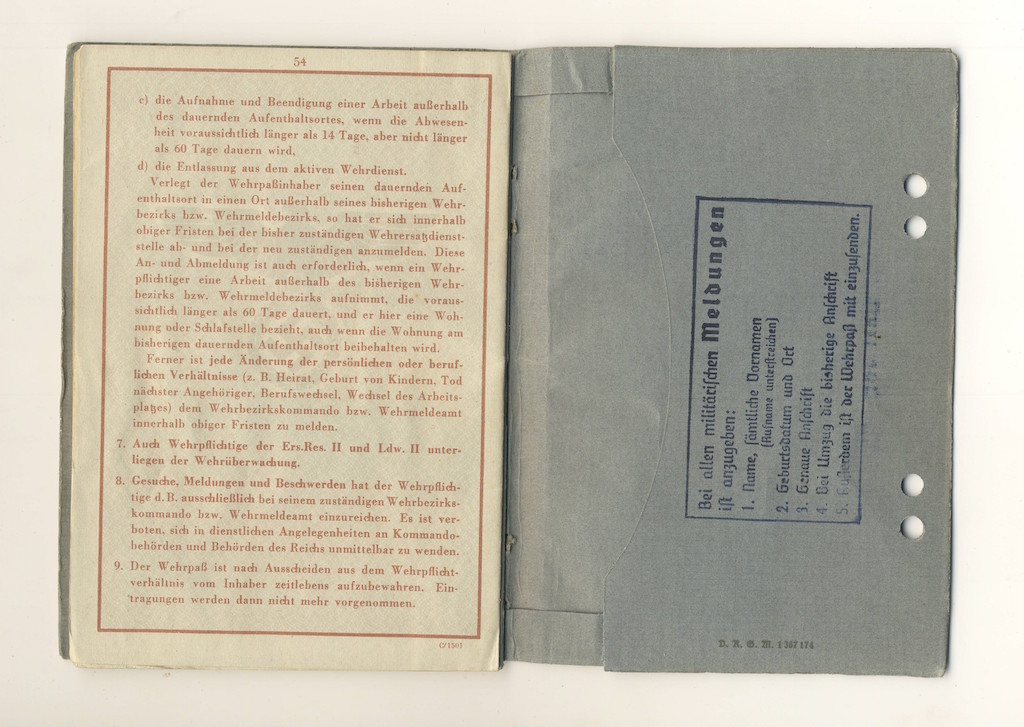 54
c) die Aufnahme und Beendigung einer Arbeit außerhalb
des dauernden Aufenthaltsortes, wenn die Abwesen-
heit voraussichtlich länger als 14 Tage, aber nicht länger
als 60 Tage dauern wird,
d) die Entlassung aus dem aktiven Wehrdienst.
Verlegt der Wehrpaßinhaber seinen dauernden Auf-
enthaltsort in einen Ort außerhalb seines bisherigen Wehr-
bezirks bzw. Wehrmeldebezirks, so hat er sich innerhalb
obiger Fristen bei der bisher zuständigen Wehrersatzdienst-
stelle ab- und bei der neu zuständigen anzumelden. Diese
An- und Abmeldung ist auch erforderlich, wenn ein Wehr-
pflichtiger eine Arbeit außerhalb des bisherigen Wehr-
bezirks bzw. Wehrmeldebezirks aufnimmt, die voraus-
sichtlich länger als 60 Tage dauert, und er hier eine Woh-
nung oder Schlafstelle bezieht, auch wenn die Wohnung am
bisherigen dauernden Aufenthaltsort beibehalten wird.
Ferner ist jede Änderung der persönlichen oder beruf-
lichen Verhältnisse (z. B. Heirat, Geburt von Kindern, Tod
nächster Angehöriger, Berufswechsel, Wechsel des Arbeits-
platzes) dem Wehrbezirkskommando bzw. Wehrmeldeamt
innerhalb obiger Fristen zu melden.
7. Auch Wehrpflichtige der Ers.Res. II und Ldw. II unter-
liegen der Wehrüberwachung.
8. Gesuche, Meldungen und Beschwerden hat der Wehrpflich-
tige d. B. ausschließlich bei seinem zuständigen Wehrbezirks-
kommando bzw. Wehrmeldeamt einzureichen. Es ist ver-
boten, sich in dienstlichen Angelegenheiten an Kommando-
behörden und Behörden des Reichs unmittelbar zu wenden.
9. Der Wehrpaß ist nach Ausscheiden aus dem Wehrpflicht-
verhältnis vom Inhaber zeitlebens aufzubewahren. Ein-
tragungen werden dann nicht mehr vorgenommen.
C/1501
Bei allen militärischen Meldungen
ist anzugeben:
1. Name, sämtliche Vornamen
(Rufname unterstreichen)
2. Geburtsdatum und Ort
3. Genaue Anschrift
4. Bei Umzug die bisherige Anschrift
5. Außerdem ist der Wehrpaß mit einzusenden.
D. R. G. M. 1 367 174